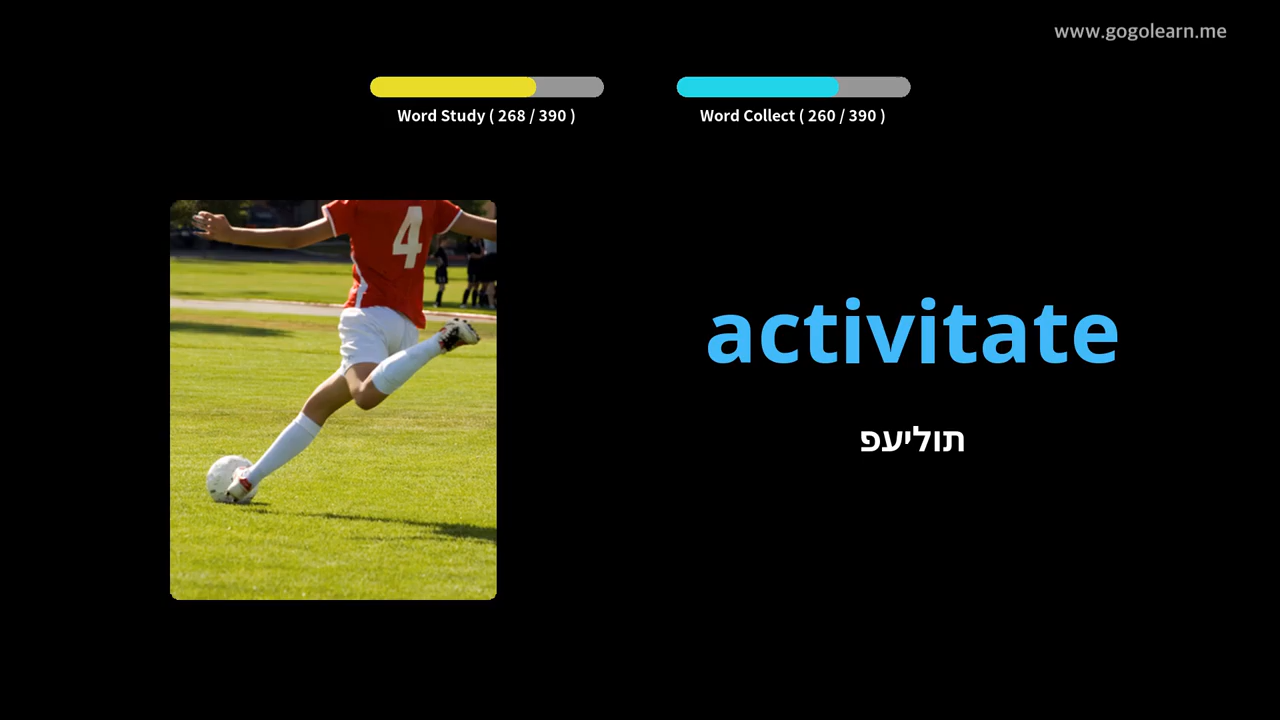 www.gogolearn.me
Word Study ( 268 / 390 )
Word Collect ( 260 / 390 )
4
activitate
תוליעפ